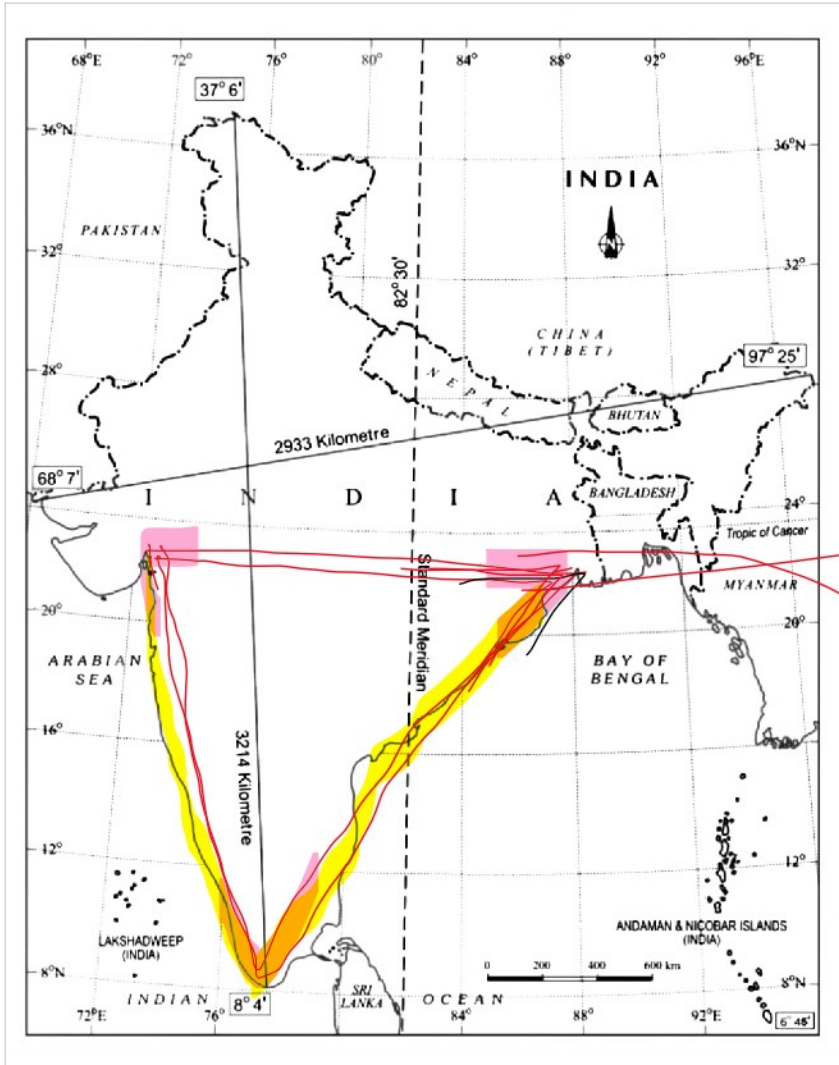 68°E 72° 76° 80° 84° 88° 92° 96°E
37° 6'
36°N
36°N
INDIA
PAKISTAN
32°
32°
82° 30'
CHINA
(TIBET)
97° 25'
28°
NEPAL
BHUTAN
2933 Kilometre
68° 7'
I N D I A
BANGLADESH
24°
Tropic of Cancer
Standard Meridian
MYANMAR
20°
20°
ARABIAN
SEA
BAY OF
BENGAL
16°
3214 Kilometre
12°
12°
LAKSHADWEEP
(INDIA)
ANDAMAN & NICOBAR ISLANDS
(INDIA)
0 200 400 600 km
8°N
8°N
INDIAN OCEAN
8° 4'
SRI
LANKA
6° 45'
72°E 76° 80° 84° 88° 92°E